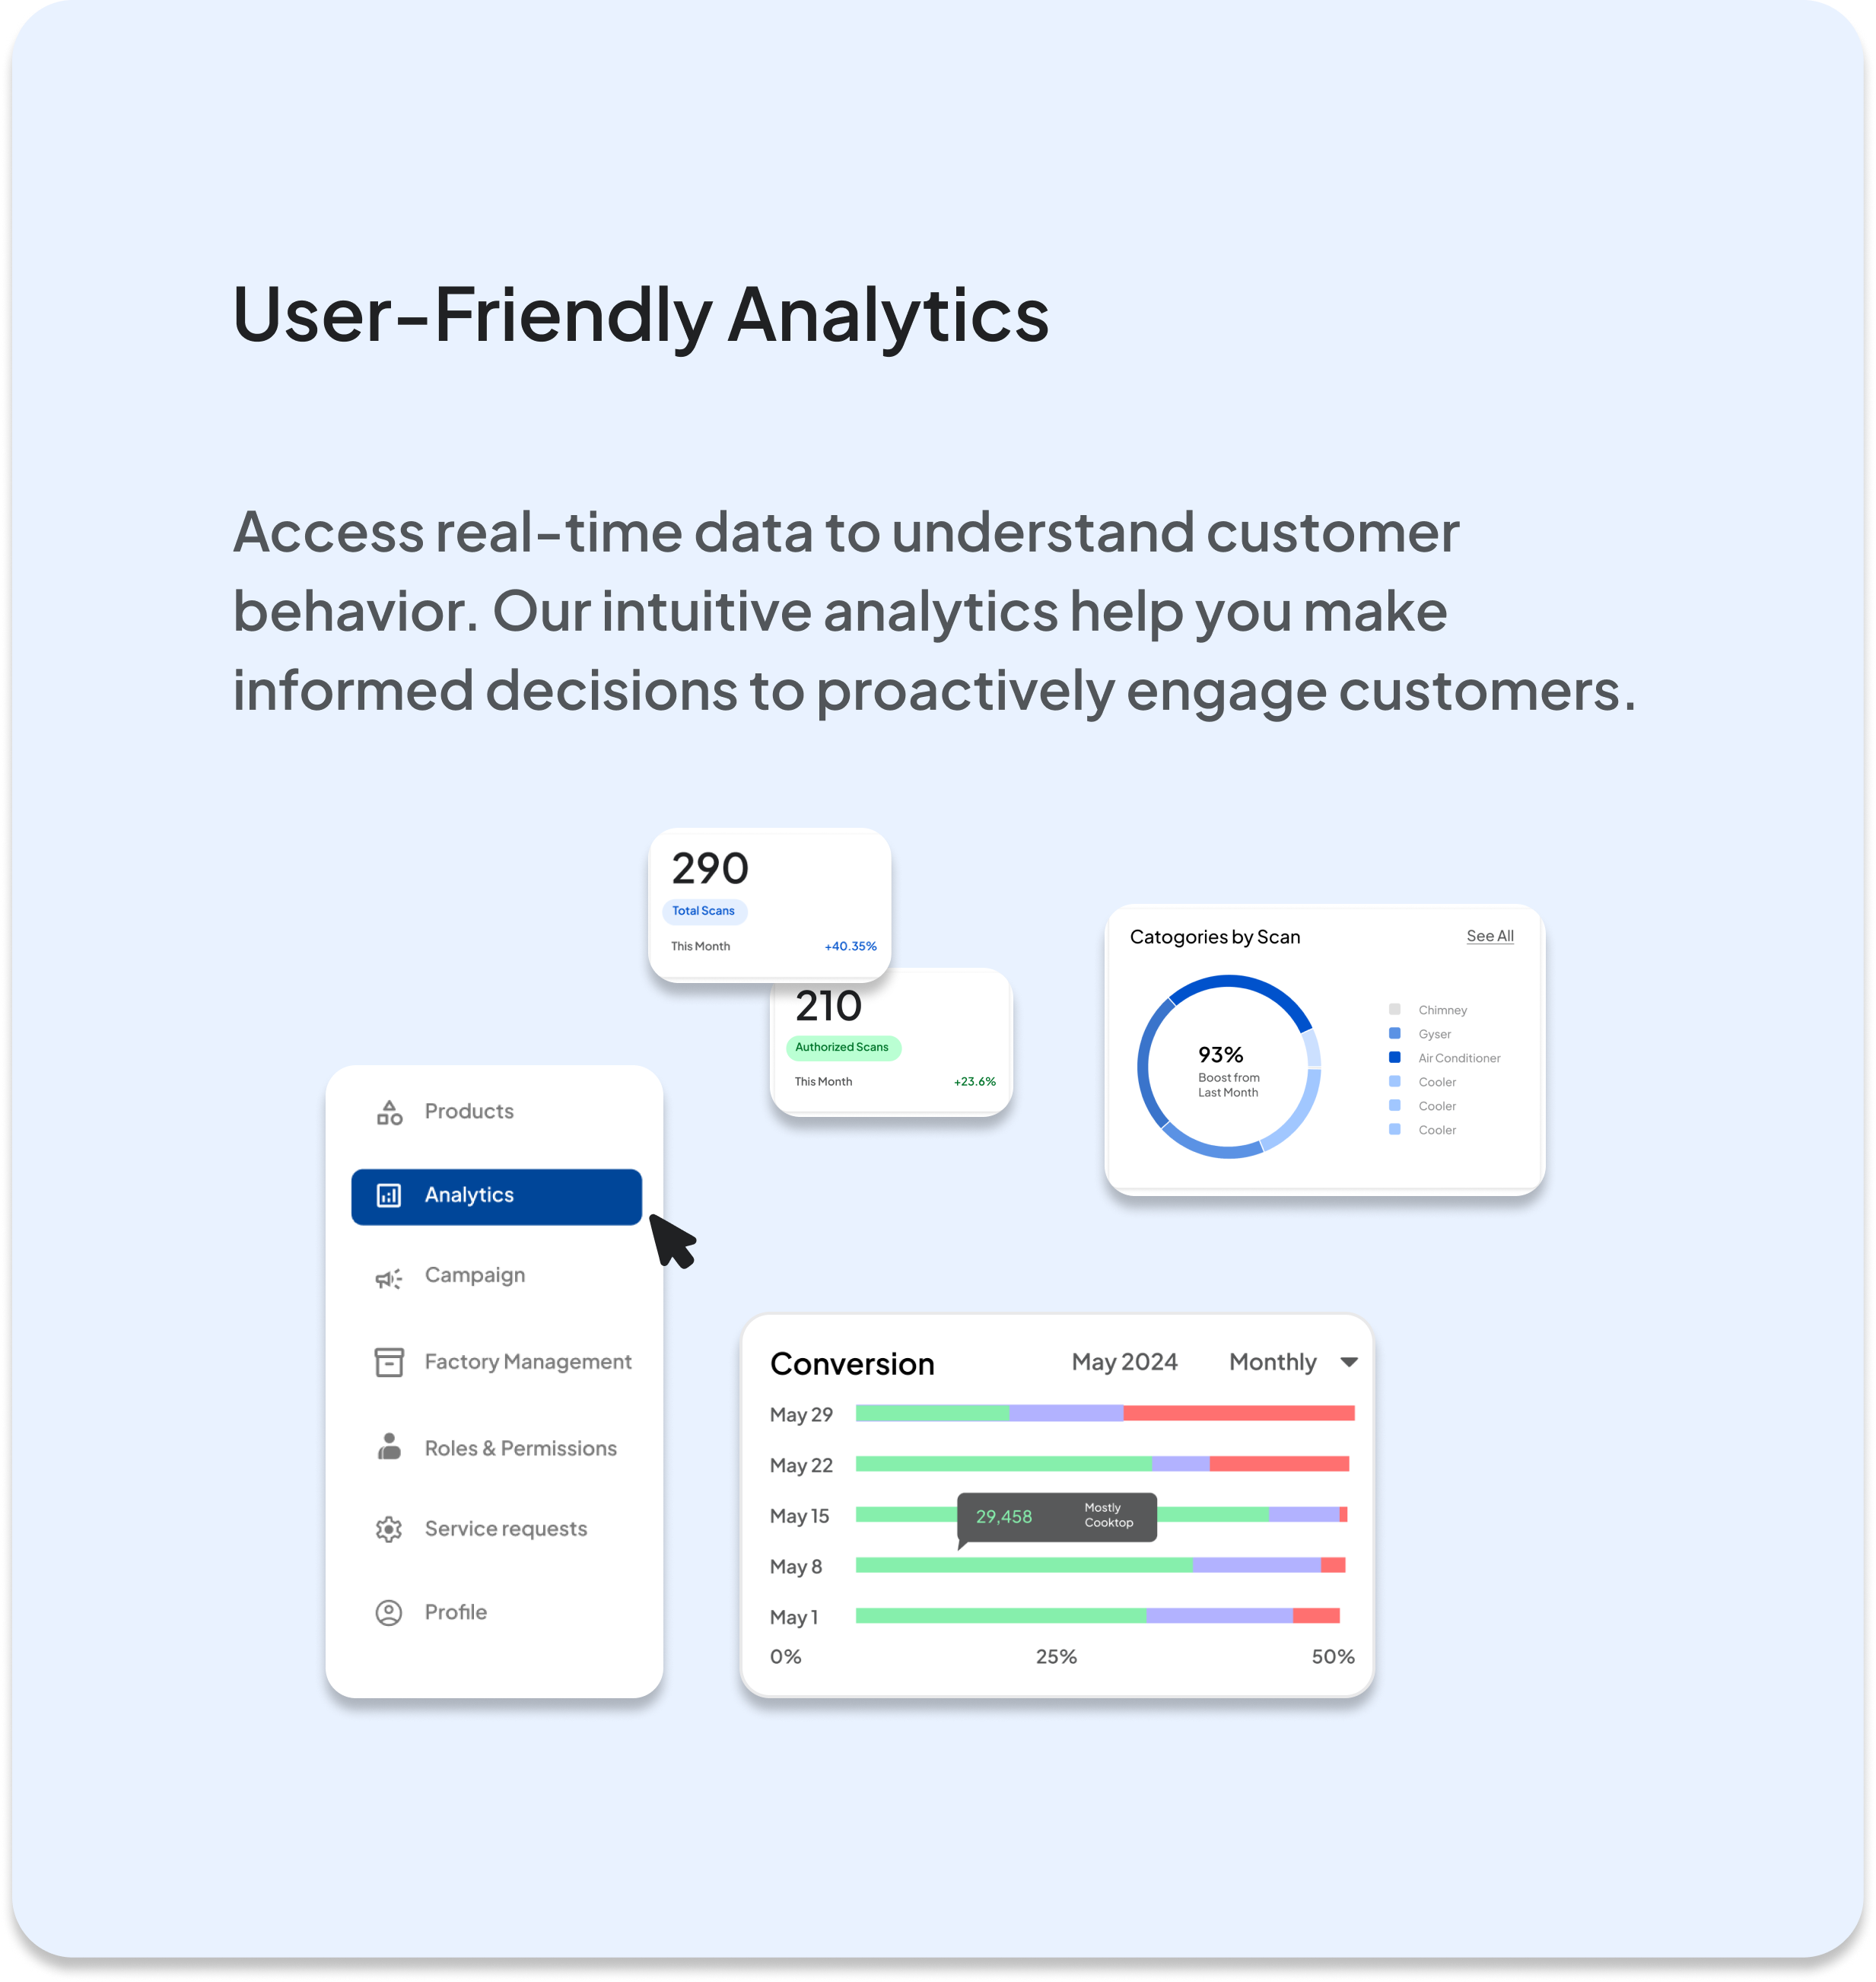 User-Friendly Analytics
Access real-time data to understand customer
behavior. Our intuitive analytics help you make
informed decisions to proactively engage customers.
290
Total Scans
This Month +40.35%
210
Authorized Scans
This Month +23.6%
Catogories by Scan See All
93%
Boost from
Last Month
Chimney
Gyser
Air Conditioner
Cooler
Cooler
Cooler
Products
Analytics
Campaign
Factory Management
Roles & Permissions
Service requests
Profile
Conversion May 2024 Monthly
May 29
May 22
May 15
29,458 Mostly
Cooktop
May 8
May 1
0% 25% 50%